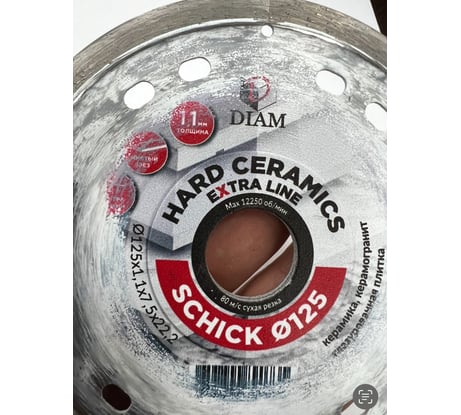 DIAM
1.1 мм
ТОЛЩИНА
HARD CERAMICS
EXTRA LINE
Max 12250 об/мин
80 м/с сухая резка
SCHICK Ø125
Ø125x1,1x7,5x22,2
керамика, керамогранит
глазурованная плитка